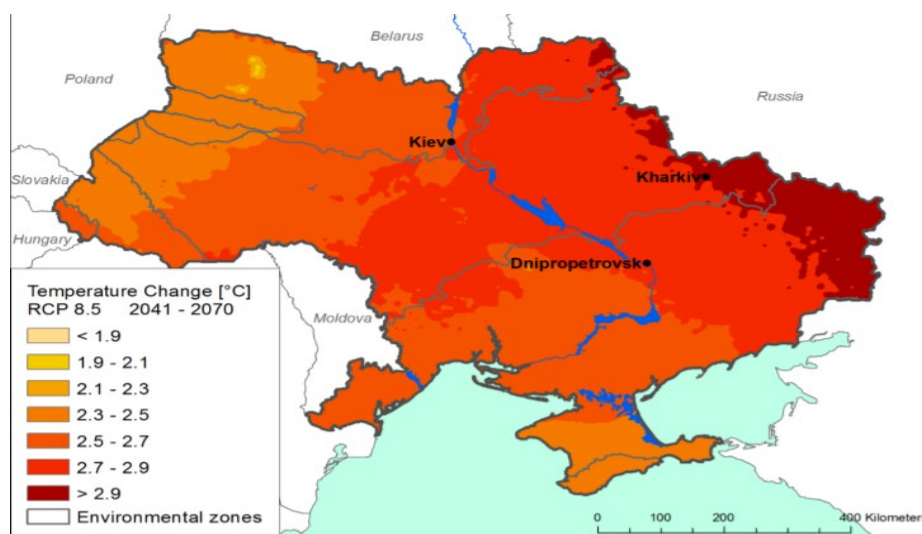 Belarus
Poland
Russia
Kiev
Kharkiv
Slovakia
Hungary
Dnipropetrovsk
Moldova
Temperature Change [°C]
RCP 8.5 2041 - 2070
< 1.9
1.9 - 2.1
2.1 - 2.3
2.3 - 2.5
2.5 - 2.7
2.7 - 2.9
> 2.9
Environmental zones
0 100 200 400 Kilometer